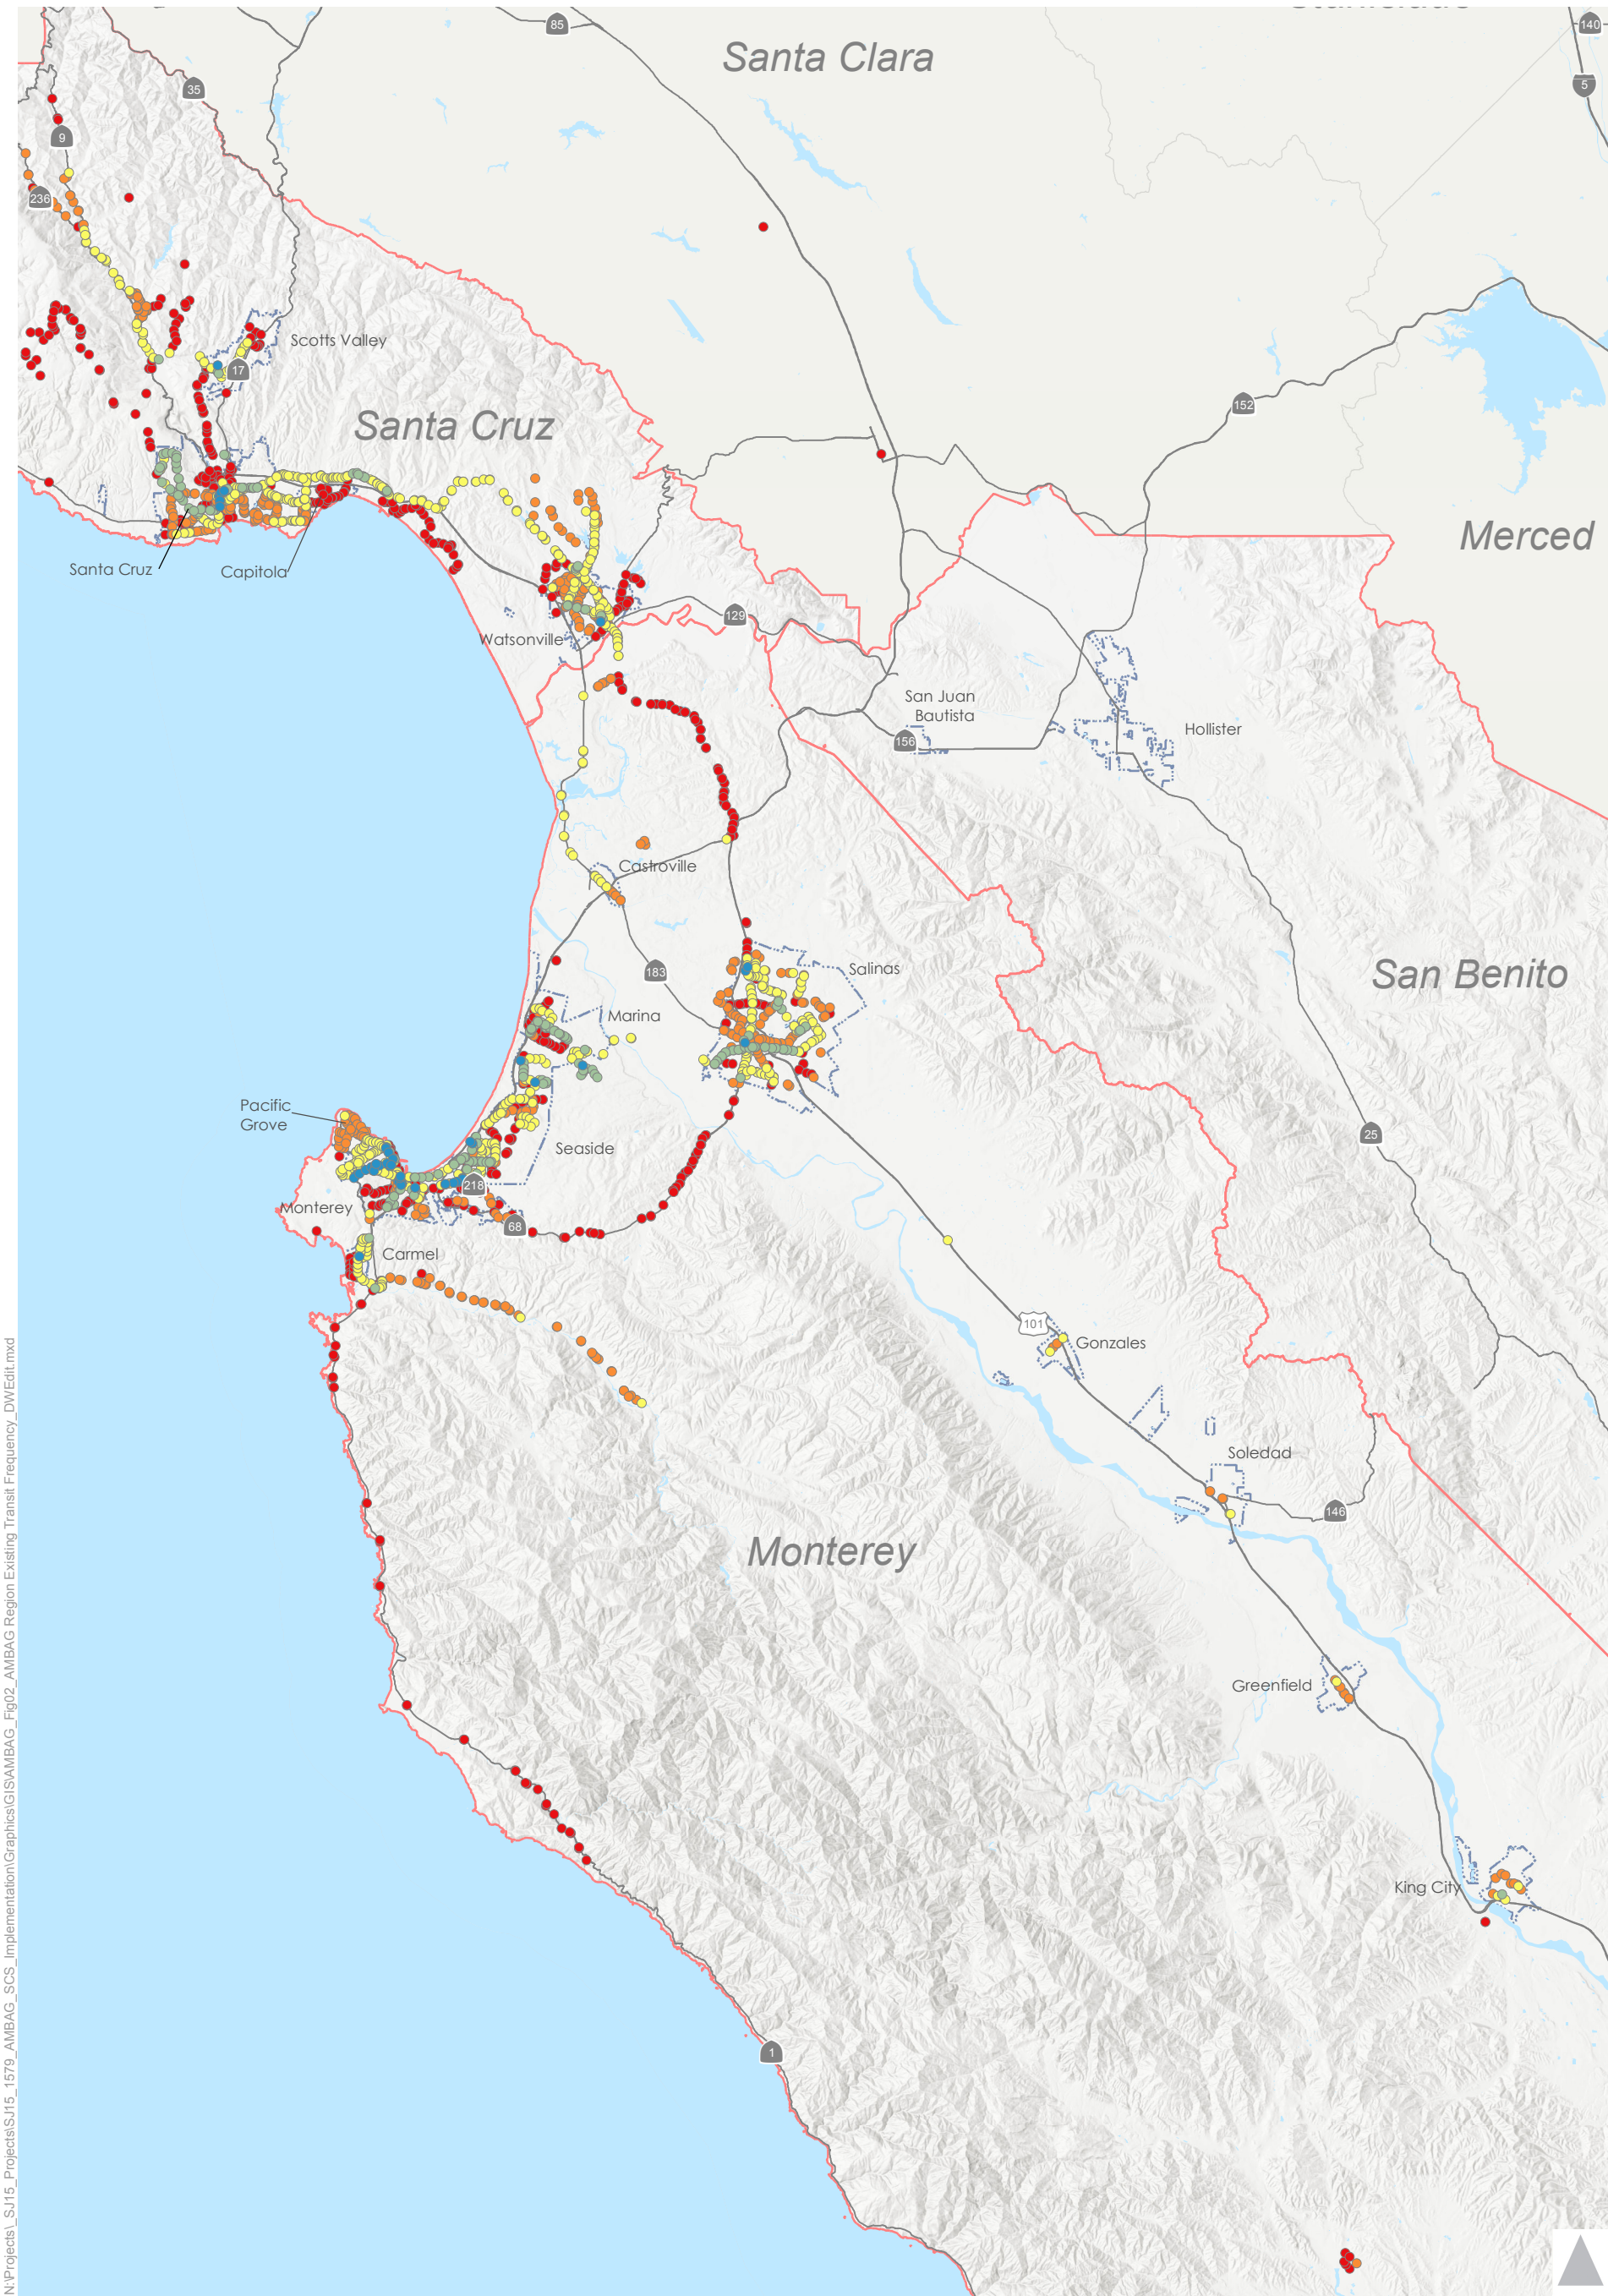 85
Santa Clara
140
5
35
9
236
Scotts Valley
17
Santa Cruz
152
Merced
Santa Cruz
Capitola
129
Watsonville
San Juan
Bautista
156
Hollister
Castroville
183
Salinas
San Benito
Marina
Pacific
Grove
25
Seaside
218
Monterey
68
Carmel
101
Gonzales
Soledad
146
Monterey
Greenfield
King City
1
N:\Projects\_SJ15_Projects\SJ15_1579_AMBAG_SCS_Implementation\Graphics\GIS\AMBAG_Fig02_AMBAG Region Existing Transit Frequency_DWEdit.mxd